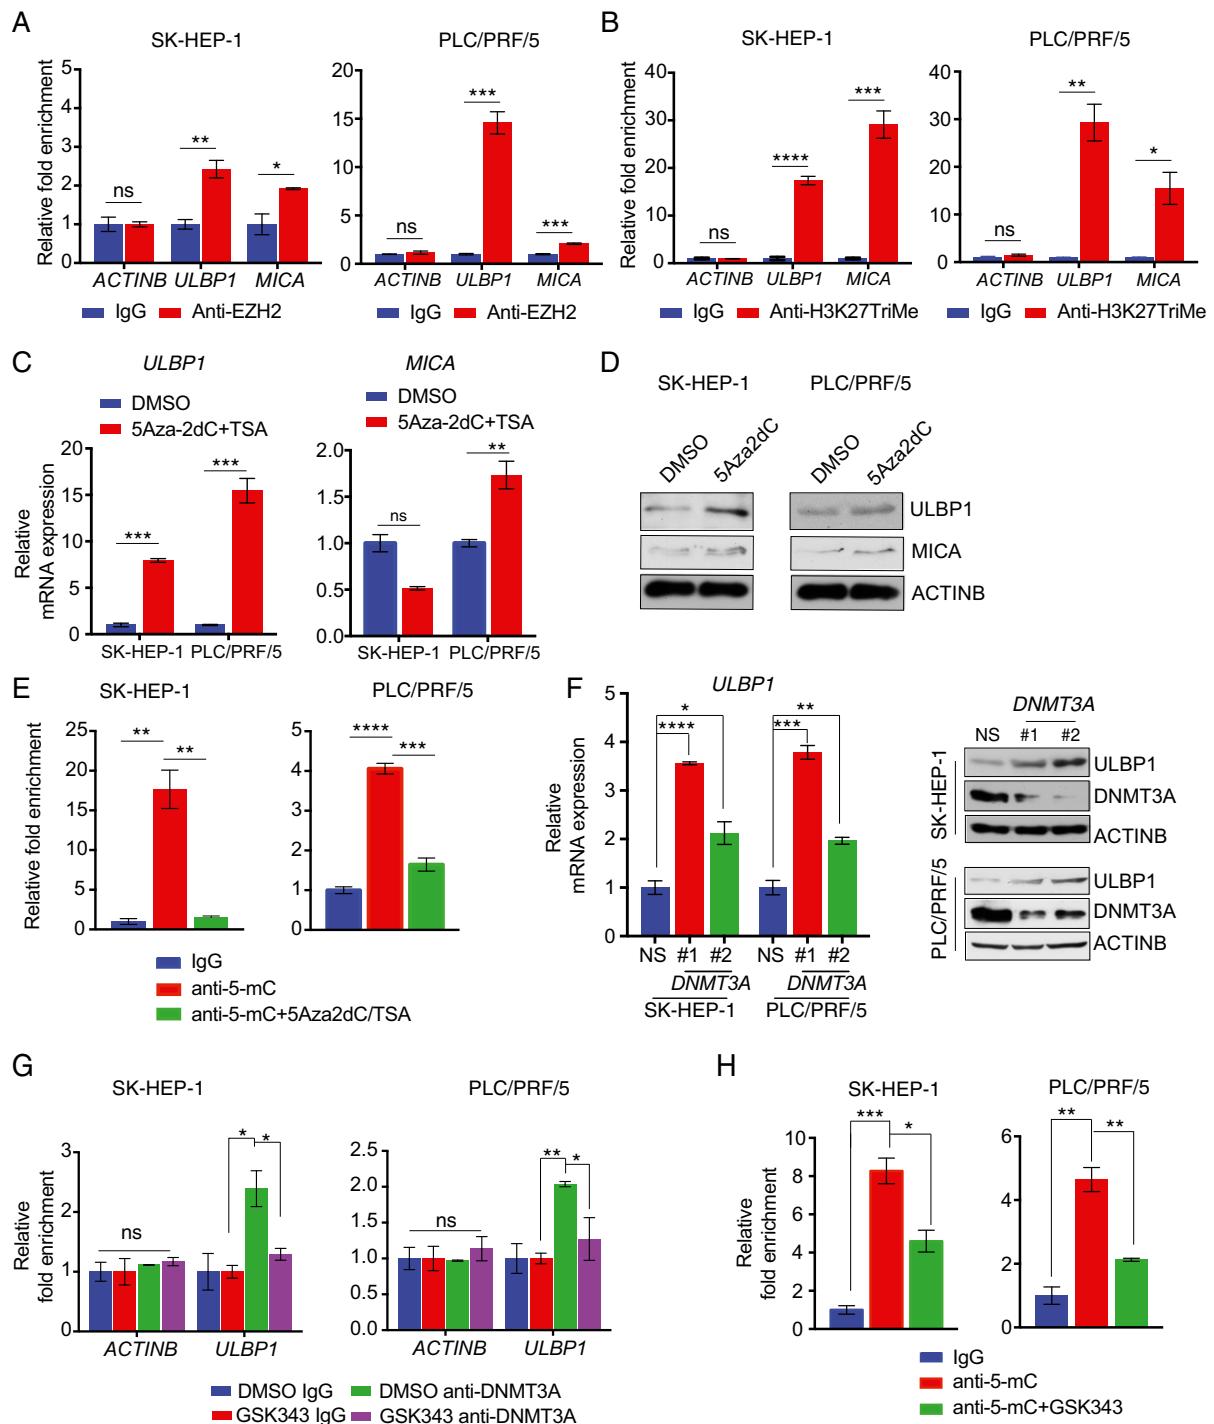 A
SK-HEP-1
PLC/PRF/5
Relative fold enrichment
5
4
3
2
1
0
ns
**
*
ACTINB ULBP1 MICA
IgG Anti-EZH2
20
15
10
5
0
ns
***
***
ACTINB ULBP1 MICA
IgG Anti-EZH2
B
SK-HEP-1
PLC/PRF/5
Relative fold enrichment
40
30
20
10
0
ns
****
***
ACTINB ULBP1 MICA
IgG Anti-H3K27TriMe
40
30
20
10
0
ns
**
*
ACTINB ULBP1 MICA
IgG Anti-H3K27TriMe
C
ULBP1
DMSO
5Aza-2dC+TSA
Relative
mRNA expression
20
15
10
5
0
***
***
SK-HEP-1 PLC/PRF/5
MICA
DMSO
5Aza-2dC+TSA
2.0
1.5
1.0
0.5
0.0
ns
**
SK-HEP-1 PLC/PRF/5
D
SK-HEP-1
PLC/PRF/5
DMSO
5Aza2dC
DMSO
5Aza2dC
ULBP1
MICA
ACTINB
E
SK-HEP-1
PLC/PRF/5
Relative fold enrichment
25
20
15
10
5
0
**
**
5
4
3
2
1
0
****
***
IgG
anti-5-mC
anti-5-mC+5Aza2dC/TSA
F
ULBP1
Relative
mRNA expression
5
4
3
2
1
0
*
****
**
***
NS #1 #2 NS #1 #2
DNMT3A DNMT3A
SK-HEP-1 PLC/PRF/5
DNMT3A
NS #1 #2
SK-HEP-1
ULBP1
DNMT3A
ACTINB
PLC/PRF/5
ULBP1
DNMT3A
ACTINB
G
SK-HEP-1
PLC/PRF/5
Relative
fold enrichment
3
2
1
0
ns
*
*
ACTINB ULBP1
2.5
2.0
1.5
1.0
0.5
0.0
ns
**
*
ACTINB ULBP1
DMSO IgG DMSO anti-DNMT3A
GSK343 IgG GSK343 anti-DNMT3A
H
SK-HEP-1
PLC/PRF/5
Relative
fold enrichment
10
8
6
4
2
0
***
*
6
4
2
0
**
**
IgG
anti-5-mC
anti-5-mC+GSK343